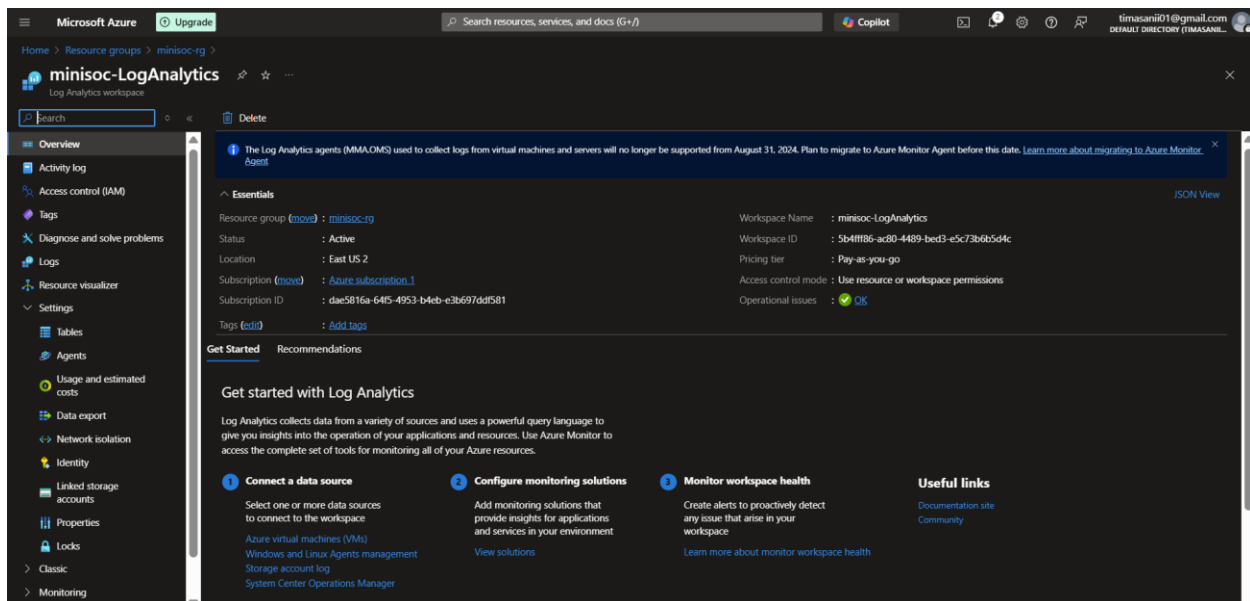 Microsoft Azure
Upgrade
Search resources, services, and docs (G+/)
Copilot
2
timasanii01@gmail.com
DEFAULT DIRECTORY (TIMASANII...
Home > Resource groups > minisoc-rg >
minisoc-LogAnalytics
Log Analytics workspace
Search
Delete
Overview
Activity log
Access control (IAM)
Tags
Diagnose and solve problems
Logs
Resource visualizer
Settings
Tables
Agents
Usage and estimated
costs
Data export
Network isolation
Identity
Linked storage
accounts
Properties
Locks
Classic
Monitoring
The Log Analytics agents (MMA,OMS) used to collect logs from virtual machines and servers will no longer be supported from August 31, 2024. Plan to migrate to Azure Monitor Agent before this date. Learn more about migrating to Azure Monitor
Agent
Essentials
JSON View
Resource group (move) : minisoc-rg
Status : Active
Location : East US 2
Subscription (move) : Azure subscription 1
Subscription ID : dae5816a-64f5-4953-b4eb-e3b697ddf581
Tags (edit) : Add tags
Workspace Name : minisoc-LogAnalytics
Workspace ID : 5b4fff86-ac80-4489-bed3-e5c73b6b5d4c
Pricing tier : Pay-as-you-go
Access control mode : Use resource or workspace permissions
Operational issues : OK
Get Started Recommendations
Get started with Log Analytics
Log Analytics collects data from a variety of sources and uses a powerful query language to
give you insights into the operation of your applications and resources. Use Azure Monitor to
access the complete set of tools for monitoring all of your Azure resources.
1 Connect a data source
Select one or more data sources
to connect to the workspace
Azure virtual machines (VMs)
Windows and Linux Agents management
Storage account log
System Center Operations Manager
2 Configure monitoring solutions
Add monitoring solutions that
provide insights for applications
and services in your environment
View solutions
3 Monitor workspace health
Create alerts to proactively detect
any issue that arise in your
workspace
Learn more about monitor workspace health
Useful links
Documentation site
Community